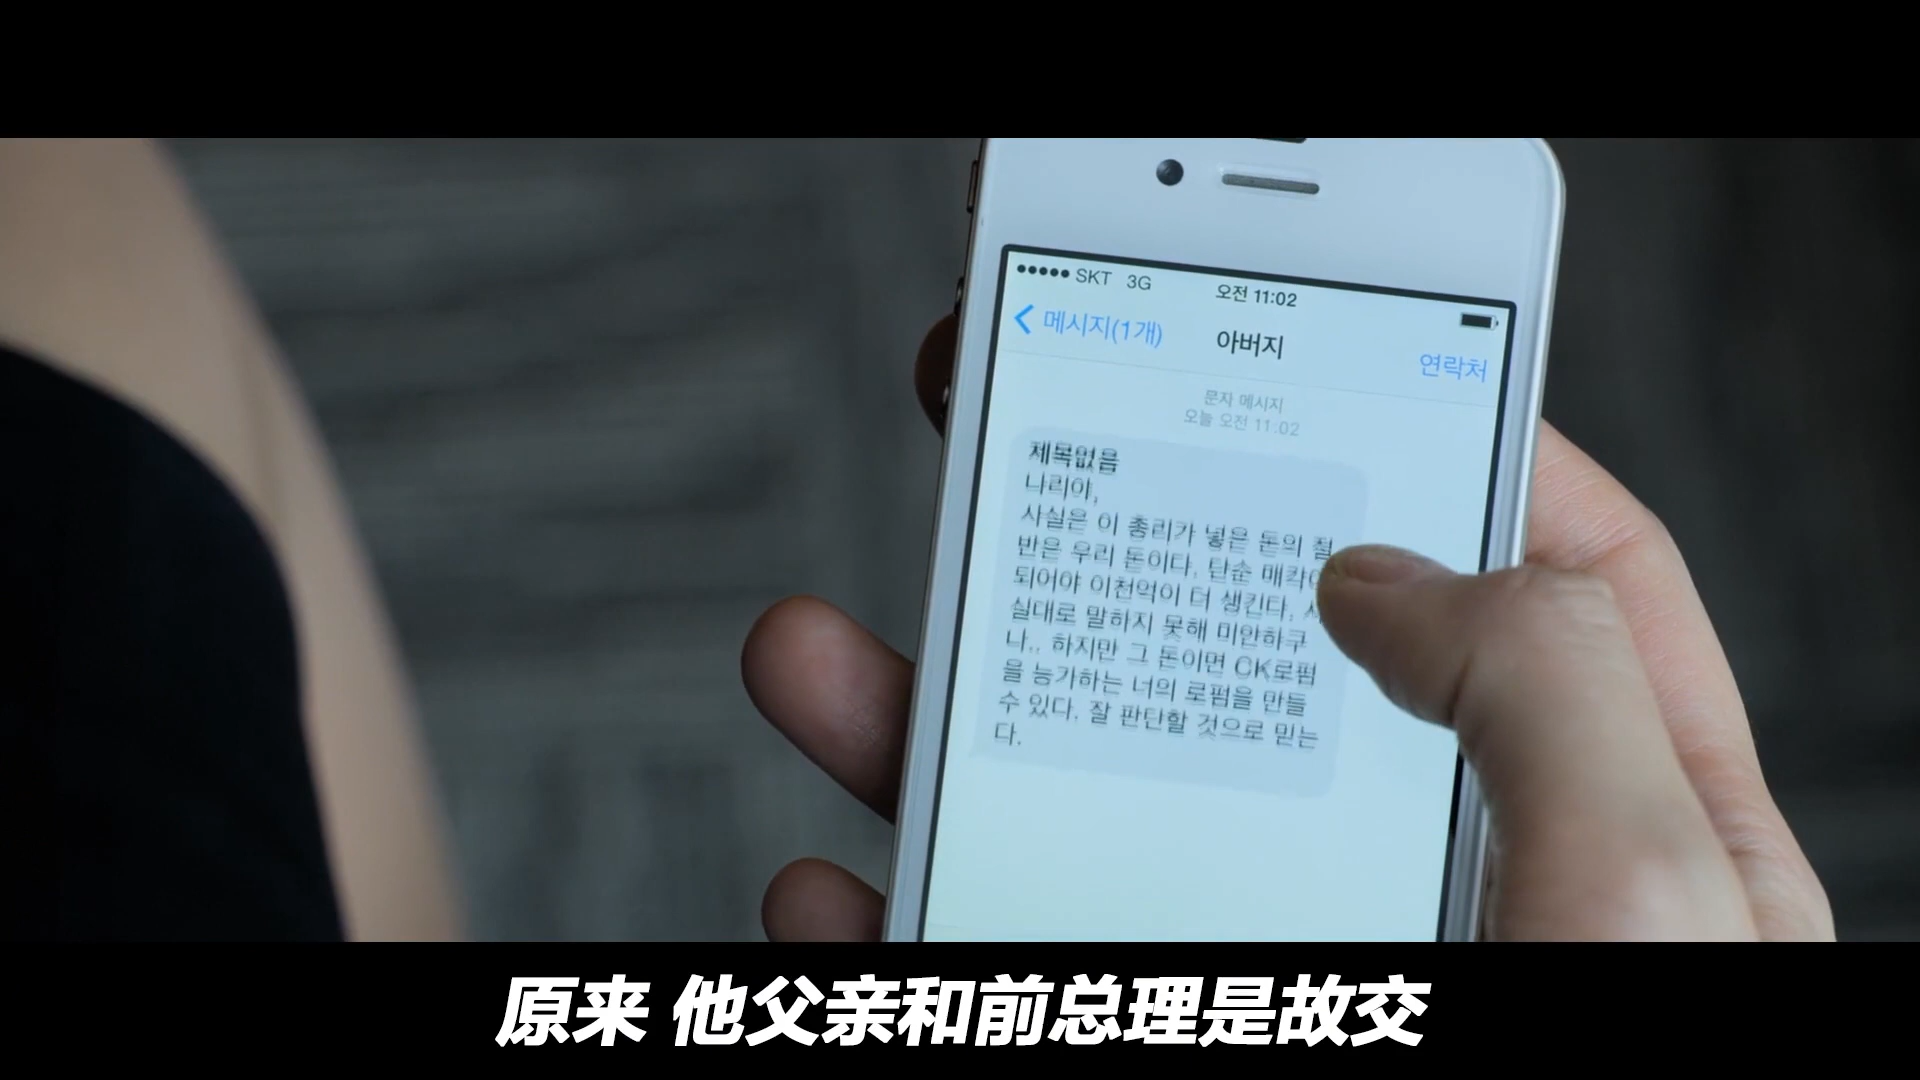 SKT 3G 오전 11:02
메시지(1개) 아버지 연락처
문자 메시지
오늘 오전 11:02
제목없음
나리야,
사실은 이 총리가 넣은 돈의 절
반은 우리 돈이다. 단순 매각이
되어야 이천억이 더 생킨다,
실대로 말하지 못해 미안하구
나.. 하지만 그 돈이면 CK로펌
을 능가하는 너의 로펌을 만들
수 있다. 잘 판단할 것으로 믿는
다.
原来 他父亲和前总理是故交